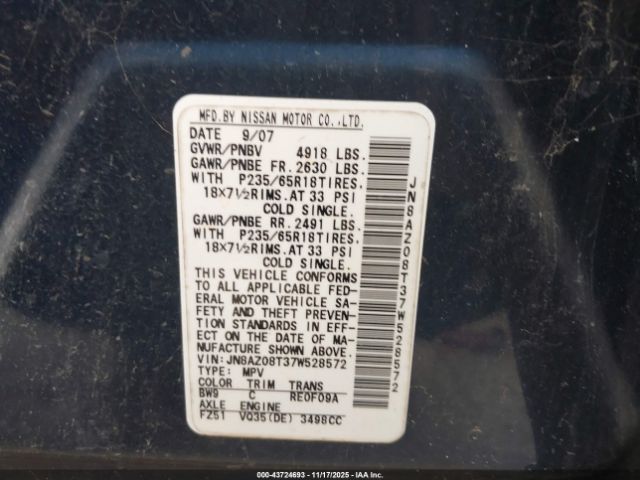 MFD.BY NISSAN MOTOR CO.,LTD.
DATE 9/07
GVWR/PNBV 4918 LBS.
GAWR/PNBE FR. 2630 LBS.
WITH P235/65R18TIRES.
18X7½RIMS.AT 33 PSI
COLD SINGLE.
GAWR/PNBE RR. 2491 LBS.
WITH P235/65R18TIRES.
18X7½RIMS.AT 33 PSI
COLD SINGLE.
THIS VEHICLE CONFORMS
TO ALL APPLICABLE FED-
ERAL MOTOR VEHICLE SA-
FETY AND THEFT PREVEN-
TION STANDARDS IN EFF-
ECT ON THE DATE OF MA-
NUFACTURE SHOWN ABOVE.
VIN: JN8AZ08T37W528572
TYPE: MPV
COLOR TRIM TRANS
BW9 C RE0F09A
AXLE ENGINE
FZ51 VQ35(DE) 3498CC
JN8AZ08T37W528572
000-43724693 - 11/17/2025 - IAA, Inc.